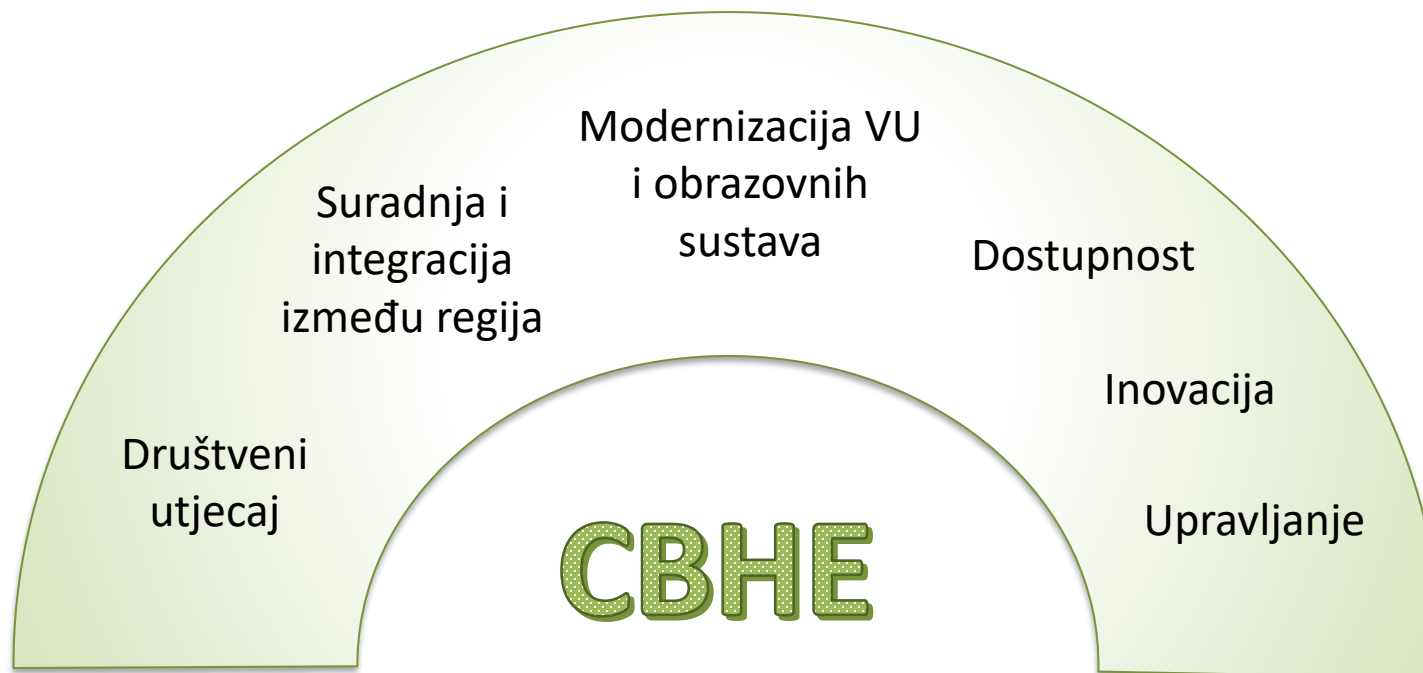 Društveni
utjecaj
Suradnja i
integracija
između regija
Modernizacija VU
i obrazovnih
sustava
Dostupnost
Inovacija
Upravljanje
CBHE